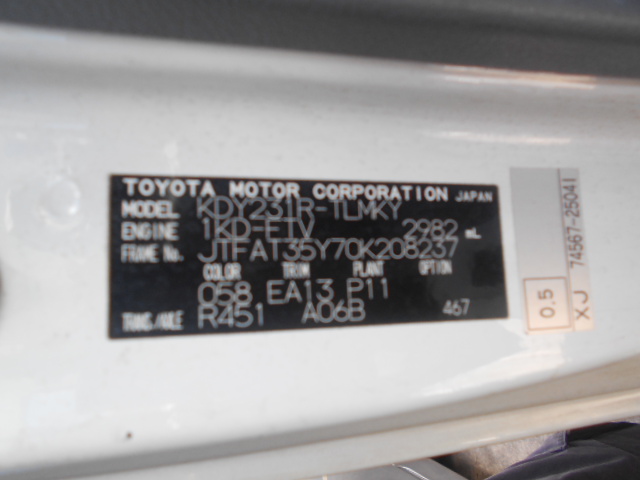 TOYOTA MOTOR CORPORATION JAPAN
MODEL KDY231R-TLMKY
ENGINE 1KD-FTV 2982 mL
FRAME No. JTFAT35Y70K208237
COLOR TRIM PLANT OPTION
058 EA13 P11
TRANS/AXLE R451 A06B 467
0.5
XJ 74567-25041